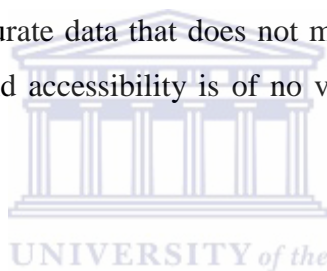 urate data that does not m
d accessibility is of no v
UNIVERSITY of the